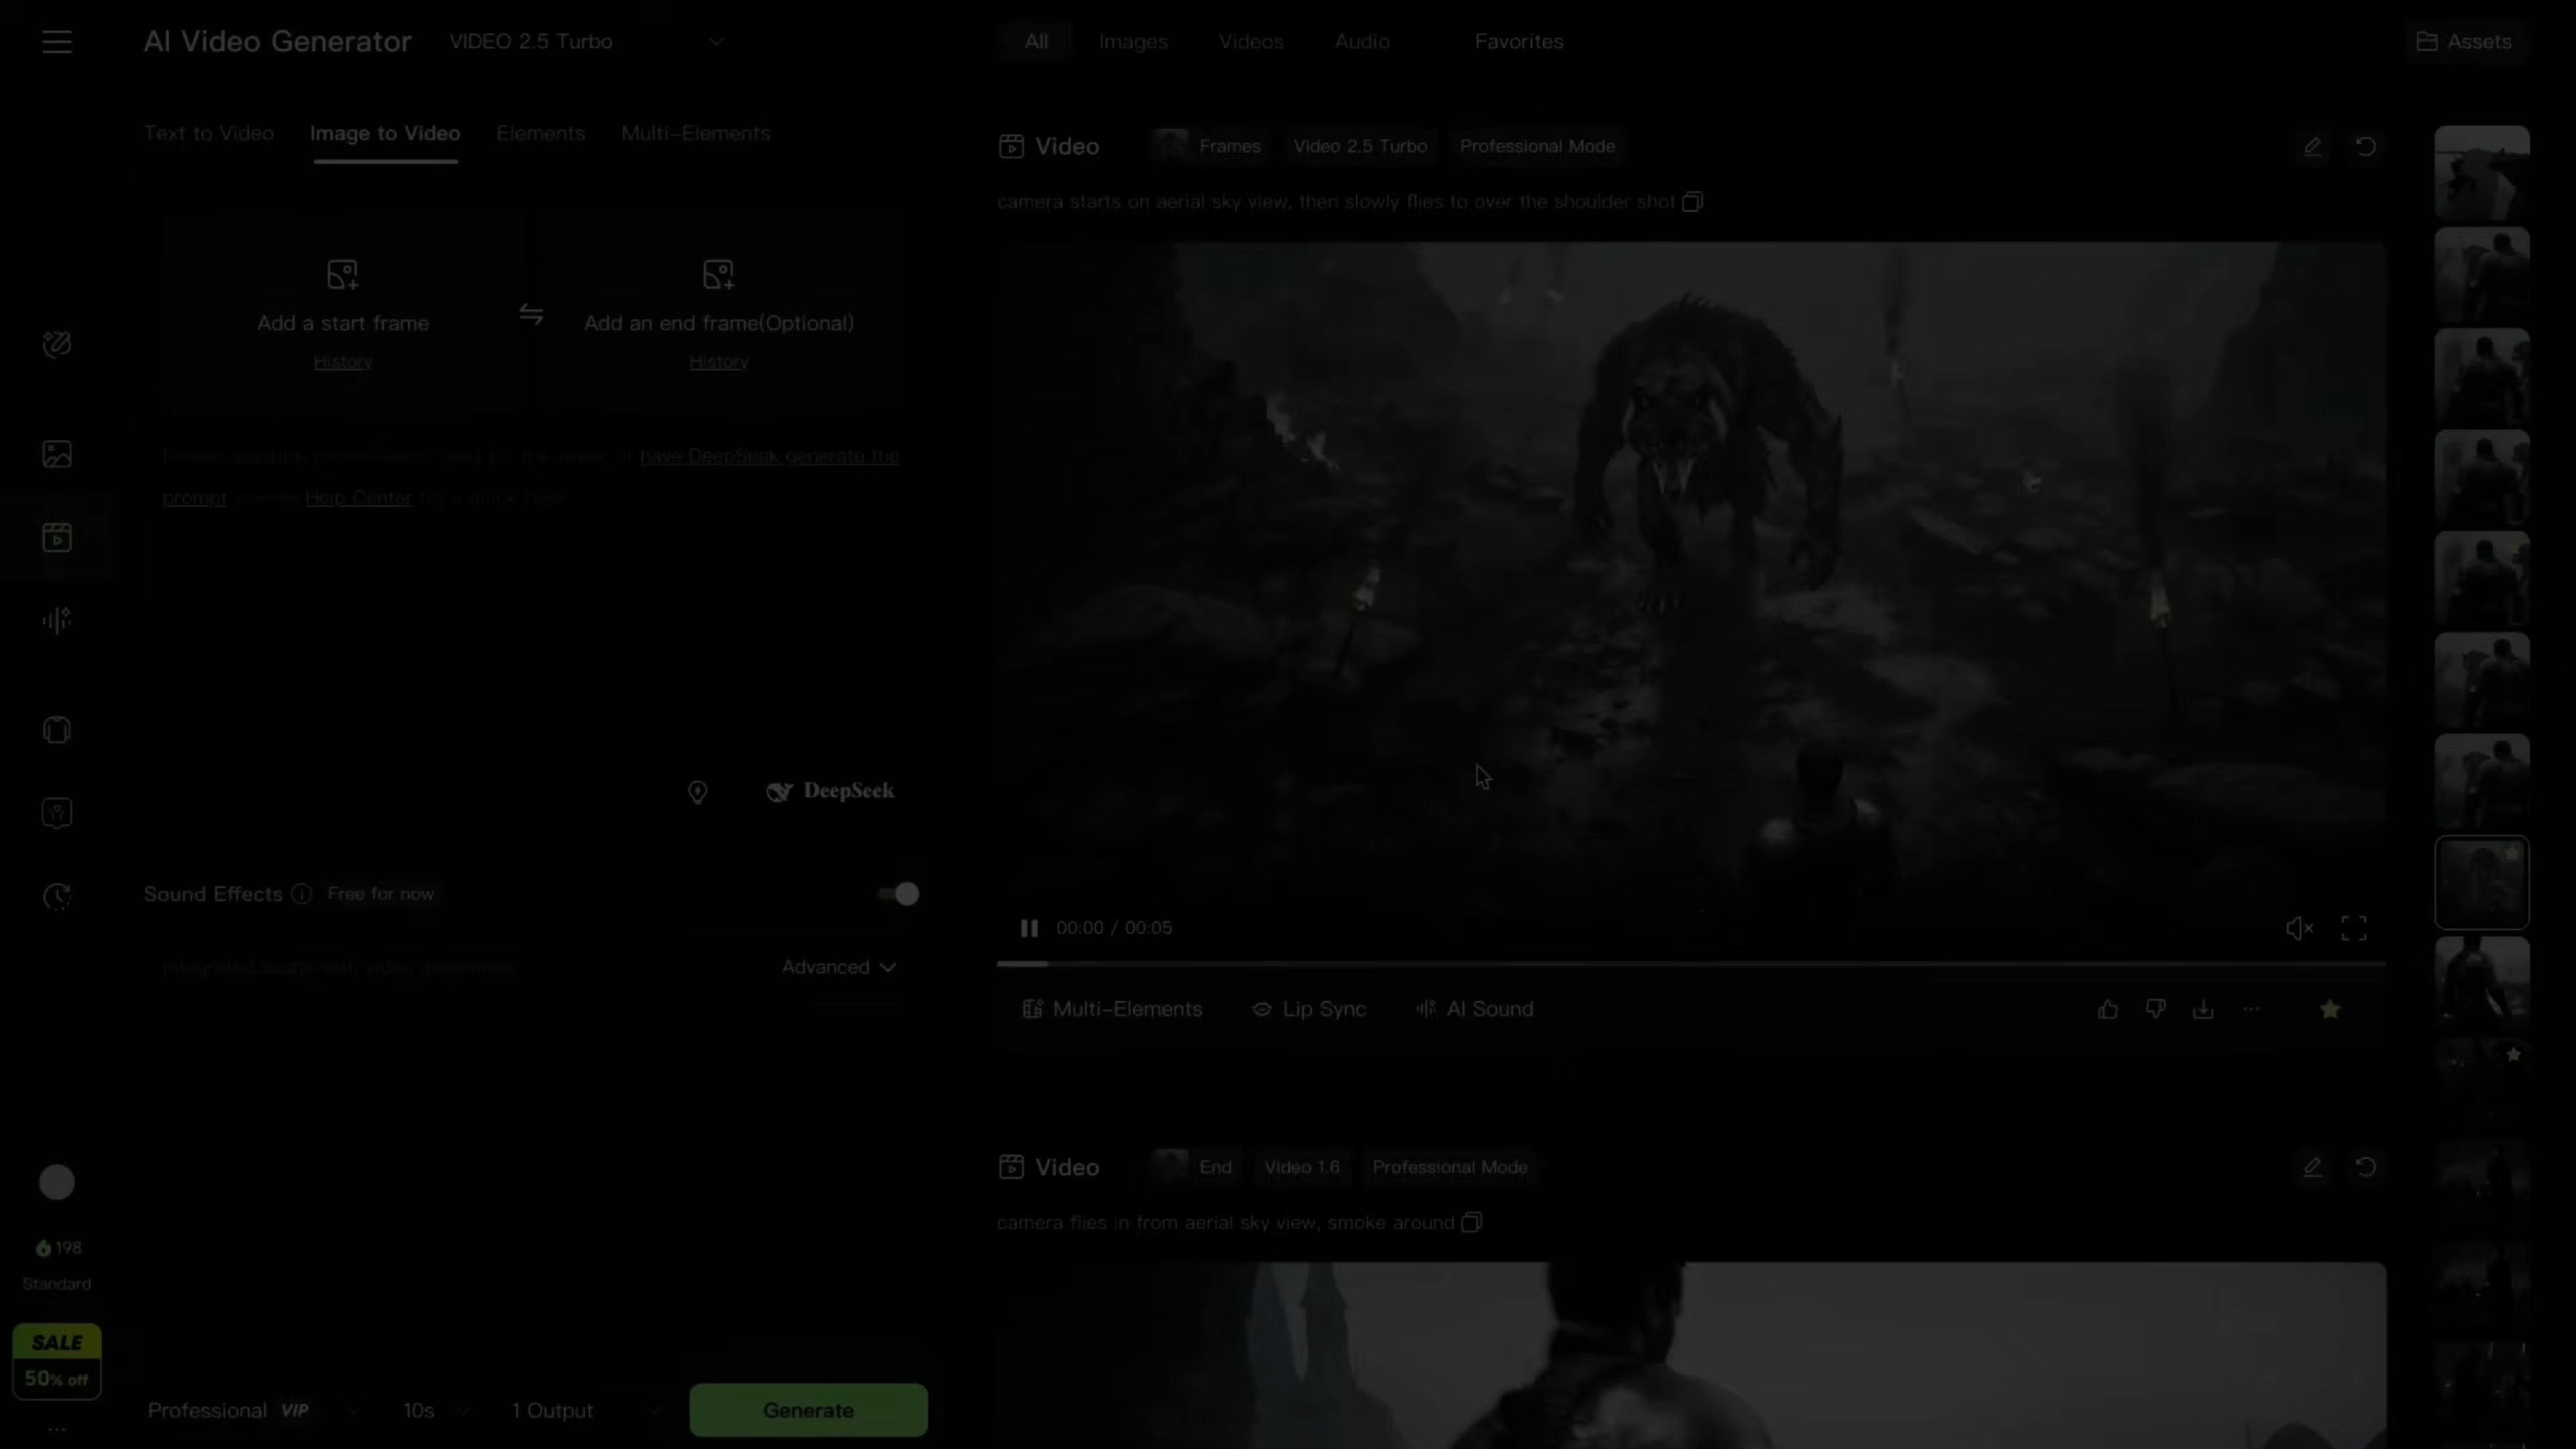 AI Video Generator
VIDEO 2.5 Turbo
All
Images
Videos
Audio
Favorites
Assets
Text to Video
Image to Video
Elements
Multi-Elements
Video
Frames
Video 2.5 Turbo
Professional Mode
camera starts on aerial sky view, then slowly flies to over the shoulder shot
Add a start frame
History
Add an end frame(Optional)
History
have DeepSeek generate the
prompt
Help Center
DeepSeek
Sound Effects
Free for now
Advanced
00:00 / 00:05
Multi-Elements
Lip Sync
AI Sound
Video
End
Video 1.6
Professional Mode
camera flies in from aerial sky view, smoke around
198
Standard
SALE
50% off
Professional VIP
10s
1 Output
Generate